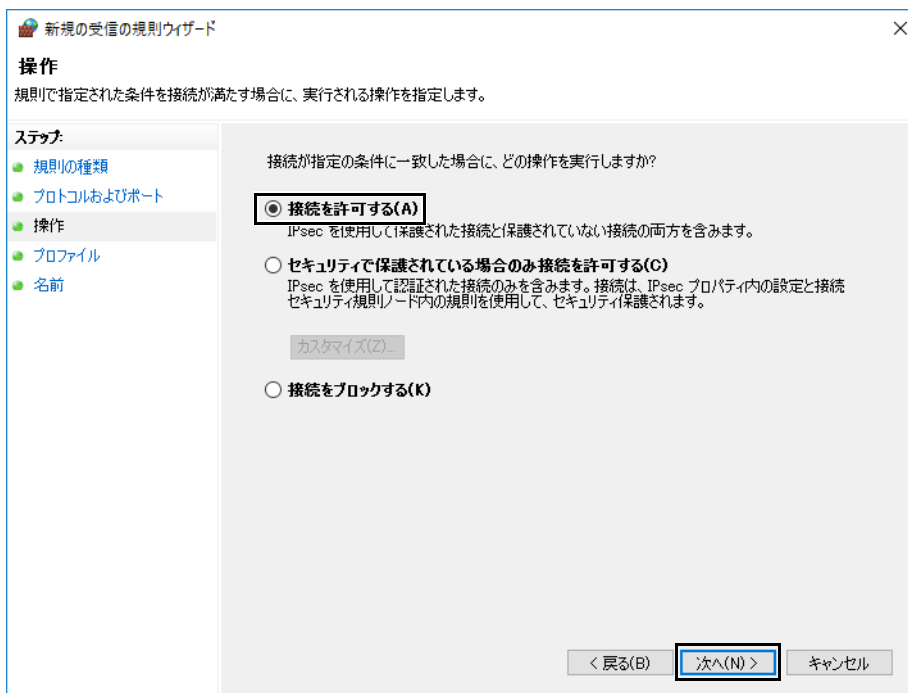 新規の受信の規則ウィザード
操作
規則で指定された条件を接続が満たす場合に、実行される操作を指定します。
ステップ:
規則の種類
プロトコルおよびポート
操作
プロファイル
名前
接続が指定の条件に一致した場合に、どの操作を実行しますか?
接続を許可する(A)
IPsec を使用して保護された接続と保護されていない接続の両方を含みます。
セキュリティで保護されている場合のみ接続を許可する(C)
IPsec を使用して認証された接続のみを含みます。接続は、IPsec プロパティ内の設定と接続
セキュリティ規則ノード内の規則を使用して、セキュリティ保護されます。
カスタマイズ(Z)...
接続をブロックする(K)
< 戻る(B)
次へ(N) >
キャンセル